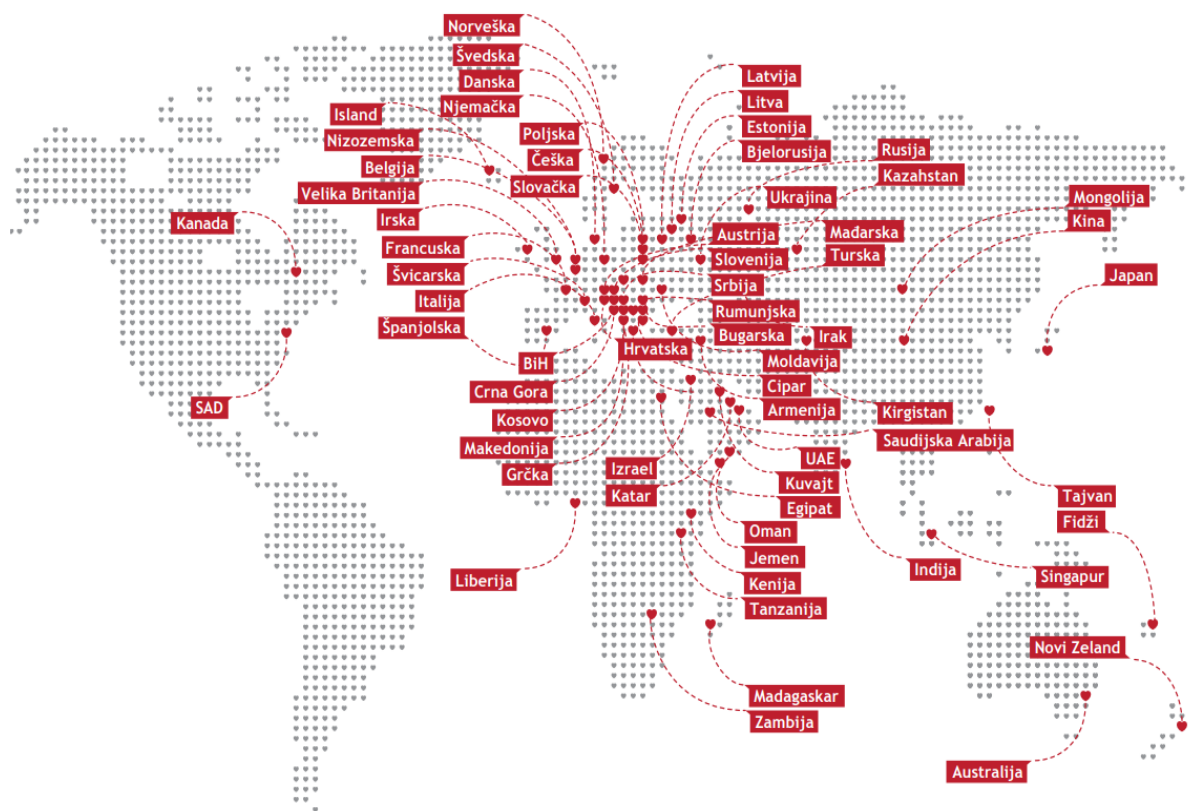 Norveška
Švedska
Danska
Njemačka
Island
Nizozemska
Belgija
Velika Britanija
Irska
Francuska
Švicarska
Italija
Španjolska
Poljska
Češka
Slovačka
Kanada
SAD
Latvija
Litva
Estonija
Bjelorusija
Rusija
Kazahstan
Ukrajina
Austrija
Mađarska
Slovenija
Turska
Srbija
Rumunjska
Bugarska
Irak
Hrvatska
Moldavija
Cipar
Armenija
Kirgistan
Saudijska Arabija
Mongolija
Kina
Japan
BiH
Crna Gora
Kosovo
Makedonija
Grčka
Izrael
Katar
UAE
Kuvajt
Egipat
Oman
Jemen
Kenija
Tanzanija
Liberija
Indija
Singapur
Tajvan
Fidži
Novi Zeland
Madagaskar
Zambija
Australija